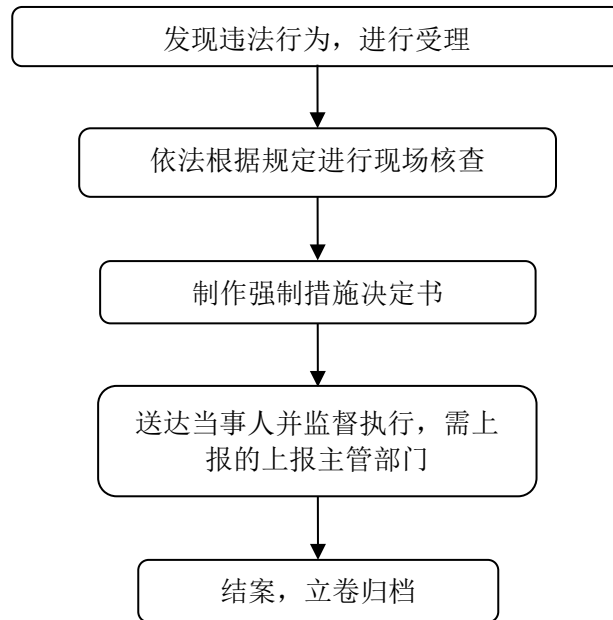 发现违法行为，进行受理
依法根据规定进行现场核查
制作强制措施决定书
送达当事人并监督执行，需上
报的上报主管部门
结案，立卷归档